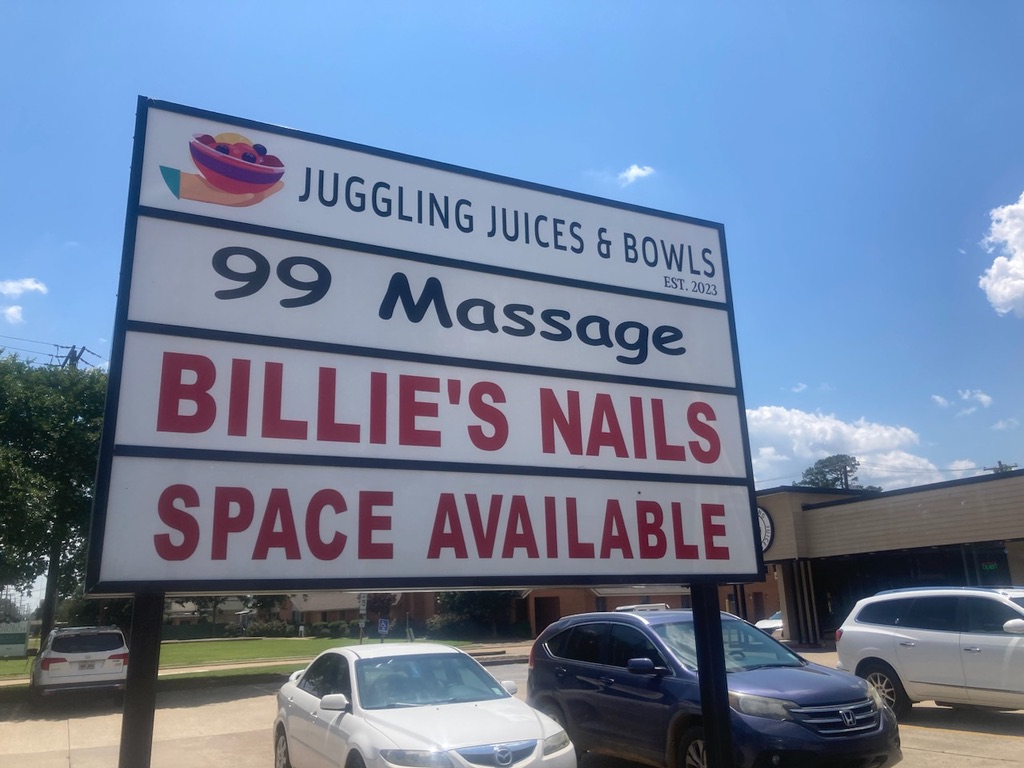 JUGGLING JUICES & BOWLS
EST. 2023
99 Massage
BILLIE'S NAILS
SPACE AVAILABLE